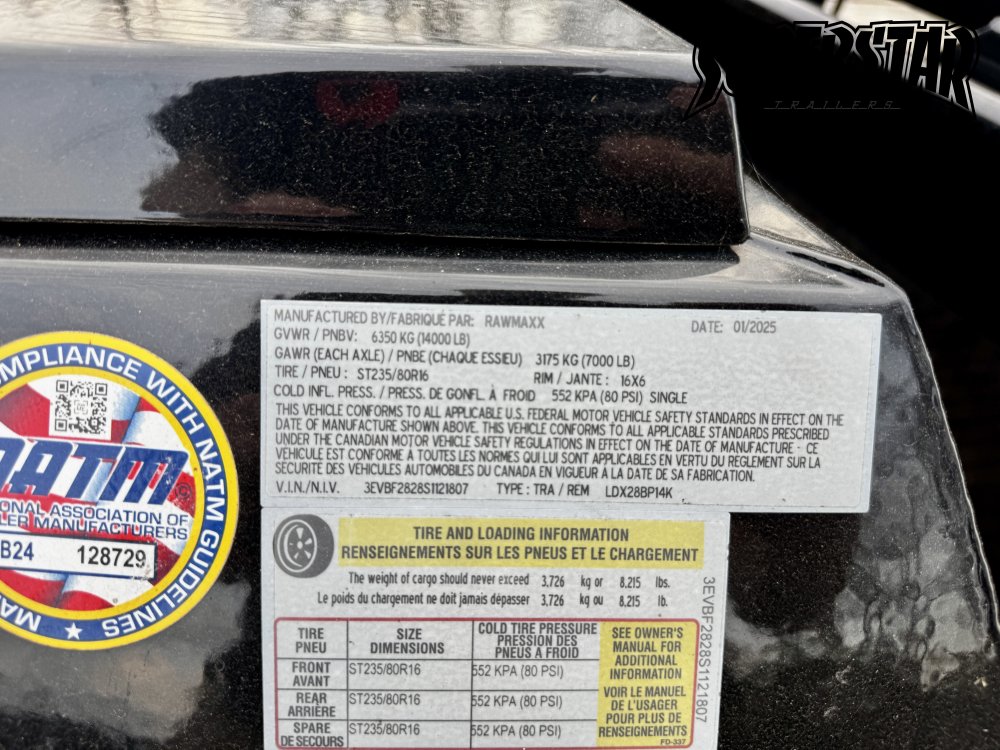 SUPERSTAR
TRAILERS
MANUFACTURED BY/FABRIQUÉ PAR: RAWMAXX DATE: 01/2025
GVWR / PNBV: 6350 KG (14000 LB)
GAWR (EACH AXLE) / PNBE (CHAQUE ESSIEU) 3175 KG (7000 LB)
TIRE / PNEU : ST235/80R16 RIM / JANTE : 16X6
COLD INFL. PRESS. / PRESS. DE GONFL. À FROID 552 KPA (80 PSI) SINGLE
THIS VEHICLE CONFORMS TO ALL APPLICABLE U.S. FEDERAL MOTOR VEHICLE SAFETY STANDARDS IN EFFECT ON THE
DATE OF MANUFACTURE SHOWN ABOVE. THIS VEHICLE CONFORMS TO ALL APPLICABLE STANDARDS PRESCRIBED
UNDER THE CANADIAN MOTOR VEHICLE SAFETY REGULATIONS IN EFFECT ON THE DATE OF MANUFACTURE · CE
VEHICULE EST CONFORME A TOUTES LES NORMES QUI LUI SONT APPLICABLES EN VERTU DU REGLEMENT SUR LA
SÉCURITÉ DES VÉHICULES AUTOMOBILES DU CANADA EN VIGUEUR À LA DATE DE SA FABRICATION.
V.I.N./N.I.V. 3EVBF2828S1121807 TYPE : TRA / REM LDX28BP14K
COMPLIANCE WITH NATM GUIDELINES
NATM®
ONAL ASSOCIATION OF
LER MANUFACTURERS
B24 128729
MA
TIRE AND LOADING INFORMATION
RENSEIGNEMENTS SUR LES PNEUS ET LE CHARGEMENT
The weight of cargo should never exceed 3,726 kg or 8,215 lbs.
Le poids du chargement ne doit jamais dépasser 3,726 kg ou 8,215 lb.
TIRE SIZE COLD TIRE PRESSURE
PNEU DIMENSIONS PRESSION DES
PNEUS A FROID
FRONT ST235/80R16 552 KPA (80 PSI)
AVANT
REAR ST235/80R16 552 KPA (80 PSI)
ARRIÈRE
SPARE ST235/80R16 552 KPA (80 PSI)
DE SECOURS
SEE OWNER'S
MANUAL FOR
ADDITIONAL
INFORMATION
VOIR LE MANUEL
DE L'USAGER
POUR PLUS DE
RENSEIGNEMENTS
FD-337
3EVBF2828S1121807